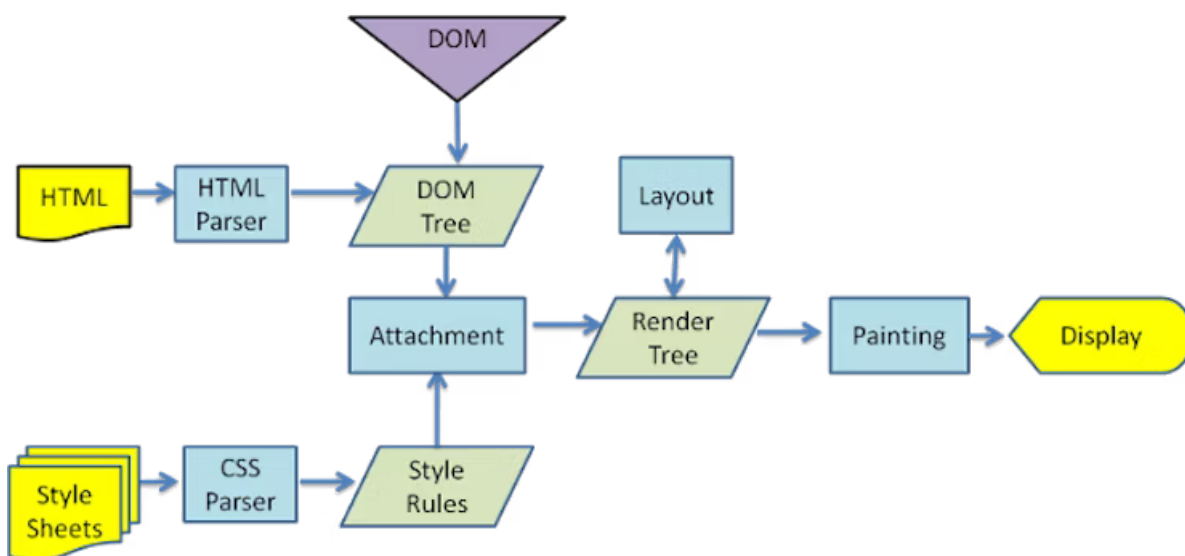 DOM
HTML
HTML
Parser
DOM
Tree
Layout
Attachment
Render
Tree
Painting
Display
Style
Sheets
CSS
Parser
Style
Rules